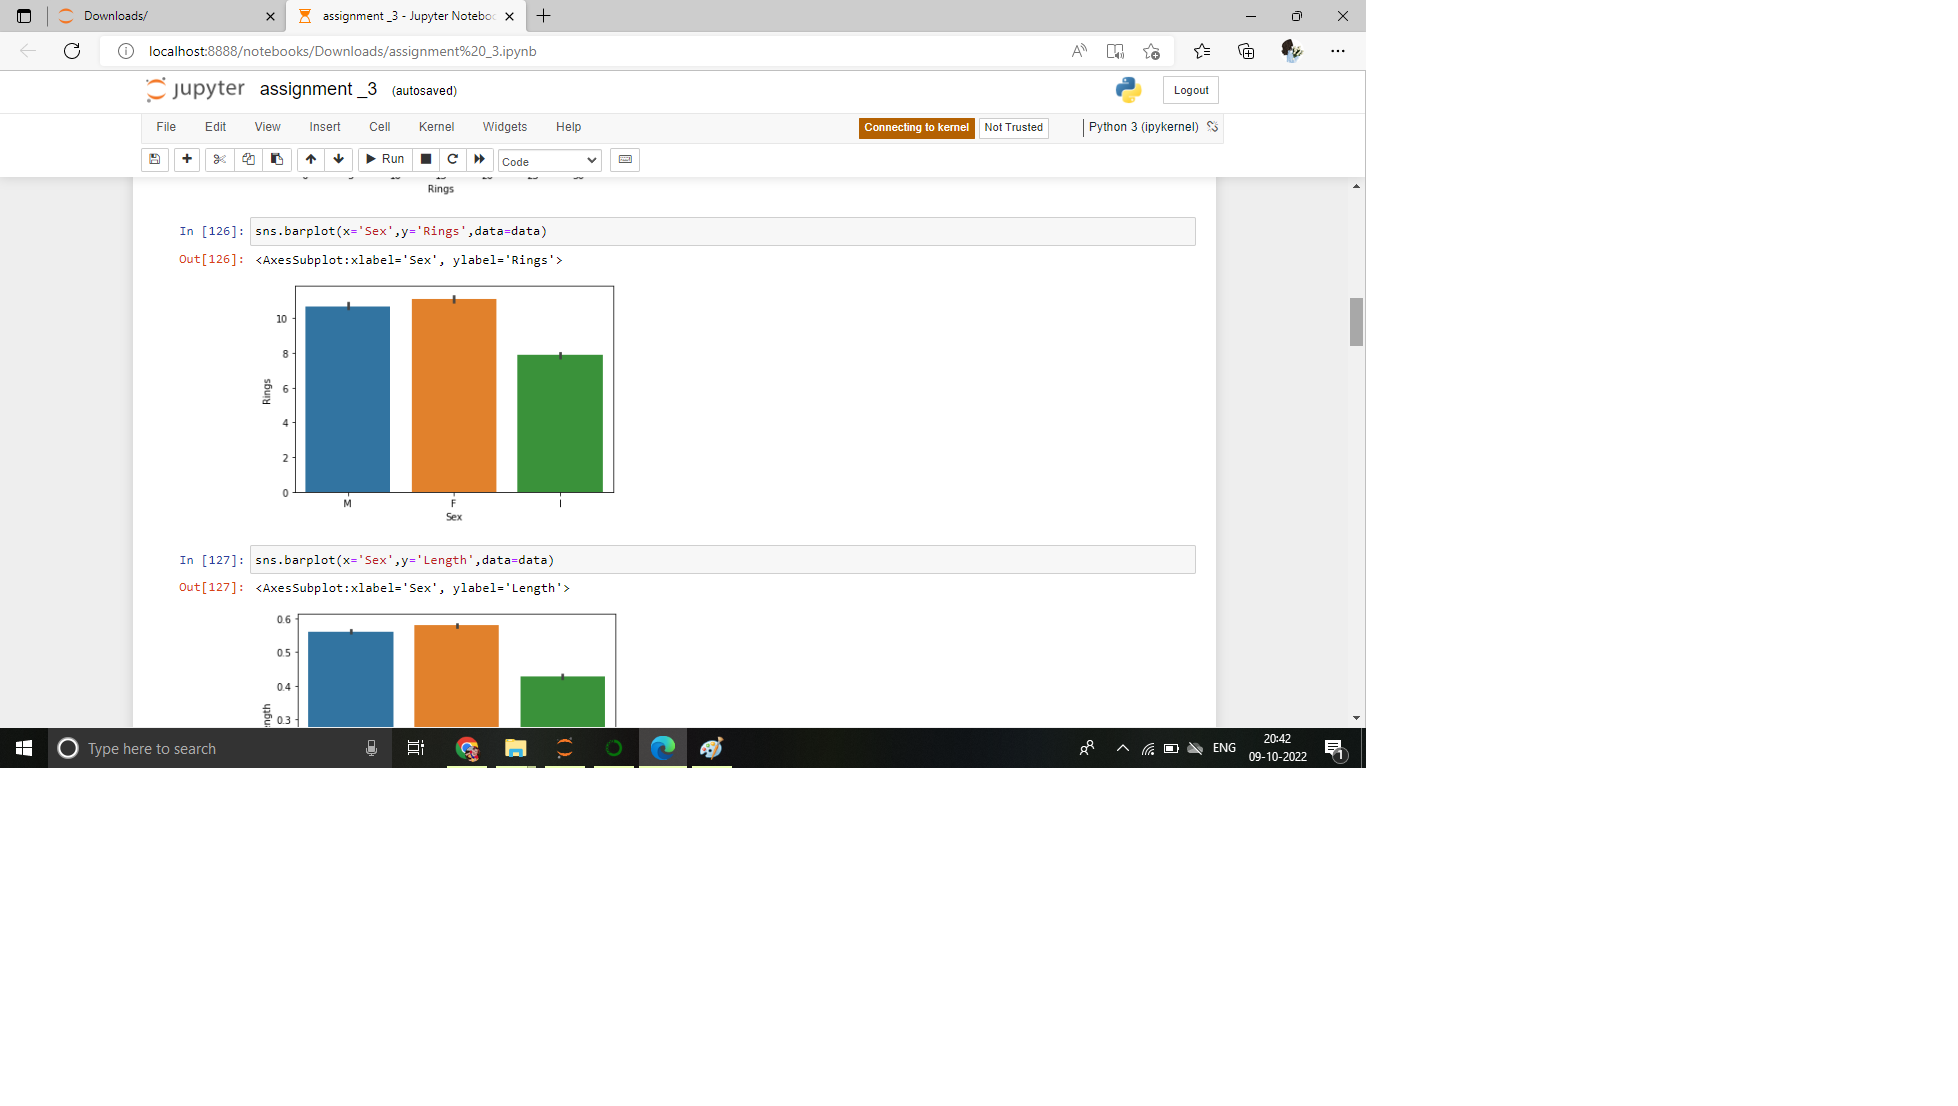 Downloads/
assignment _3 - Jupyter Noteboo
localhost:8888/notebooks/Downloads/assignment%20_3.ipynb
jupyter assignment _3 (autosaved)
Logout
File Edit View Insert Cell Kernel Widgets Help
Connecting to kernel Not Trusted Python 3 (ipykernel)
Run Code
Rings
In [126]: sns.barplot(x='Sex',y='Rings',data=data)
Out[126]: <AxesSubplot:xlabel='Sex', ylabel='Rings'>
10
8
6
4
2
0
Rings
M F I
Sex
In [127]: sns.barplot(x='Sex',y='Length',data=data)
Out[127]: <AxesSubplot:xlabel='Sex', ylabel='Length'>
0.6
0.5
0.4
0.3
ngth
Type here to search
ENG
20:42
09-10-2022
1